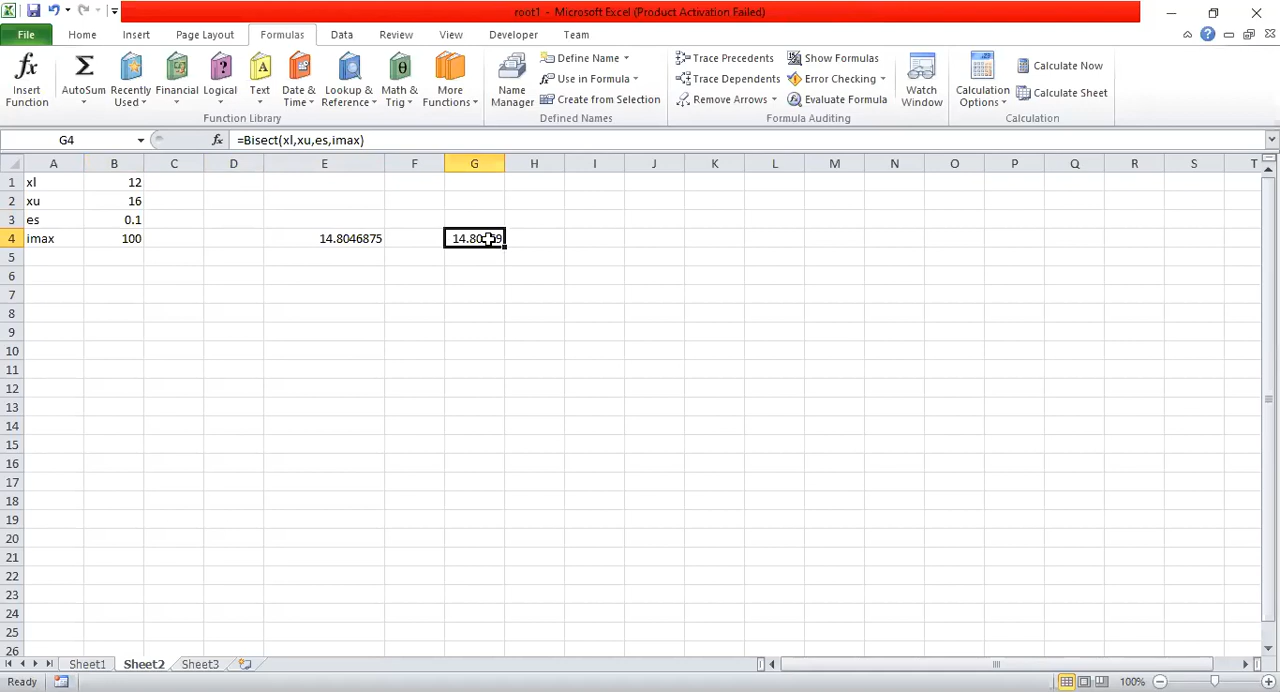 root1 - Microsoft Excel (Product Activation Failed)
File Home Insert Page Layout Formulas Data Review View Developer Team
fx Insert Function
Σ AutoSum
Recently Used
Financial
Logical
Text
Date & Time
Lookup & Reference
Math & Trig
More Functions
Function Library
Name Manager
Define Name
Use in Formula
Create from Selection
Defined Names
Trace Precedents
Trace Dependents
Remove Arrows
Show Formulas
Error Checking
Evaluate Formula
Watch Window
Formula Auditing
Calculation Options
Calculate Now
Calculate Sheet
Calculation
G4 fx =Bisect(xl,xu,es,imax)
A B C D E F G H I J K L M N O P Q R S T
1 xl 12
2 xu 16
3 es 0.1
4 imax 100 14.8046875
5
6
7
8
9
10
11
12
13
14
15
16
17
18
19
20
21
22
23
24
25
26
Sheet1 Sheet2 Sheet3
Ready 100%